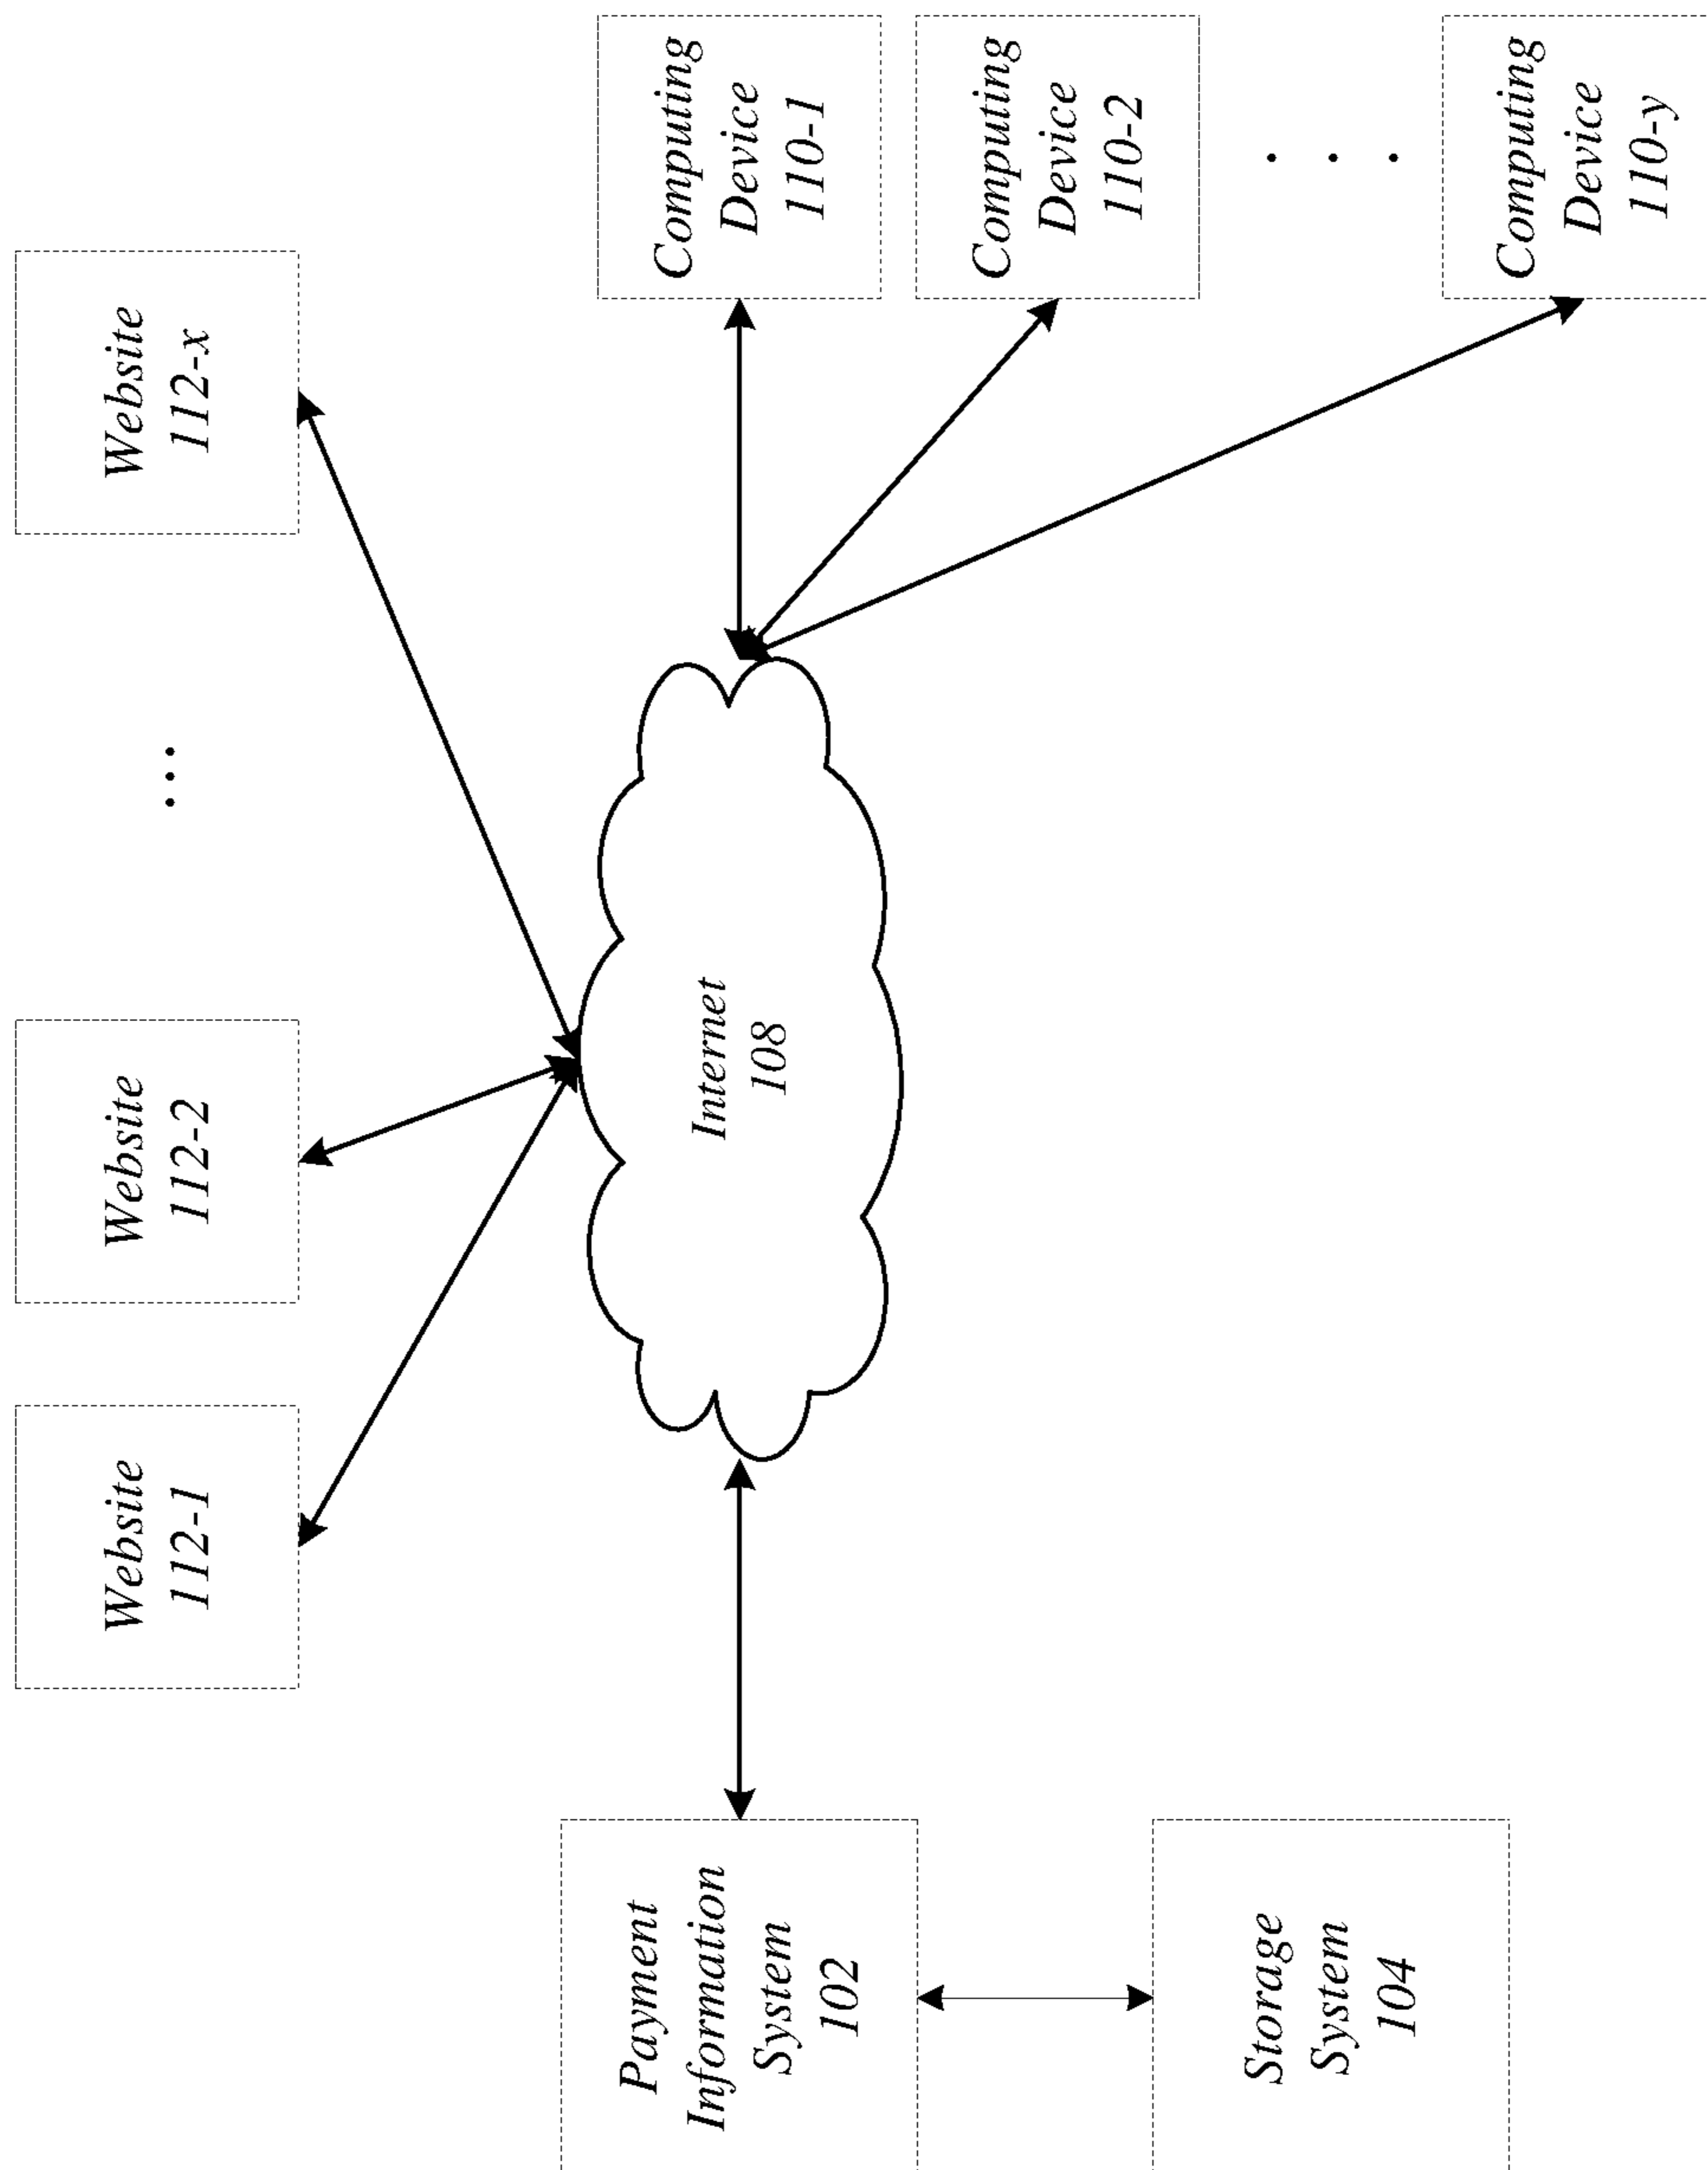 Website
112-1
Website
112-2
...
Website
112-x
Payment
Information
System
102
Internet
108
Computing
Device
110-1
Computing
Device
110-2
. . .
Computing
Device
110-y
Storage
System
104